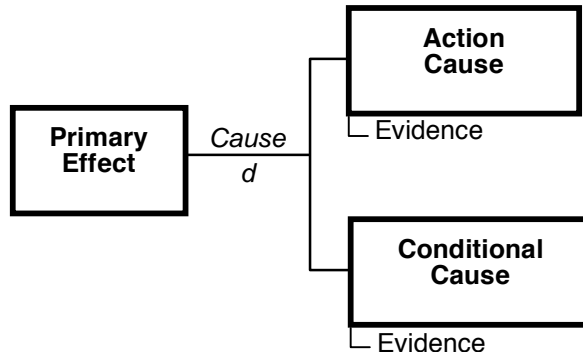 Primary
Effect
Cause
d
Action
Cause
Evidence
Conditional
Cause
Evidence